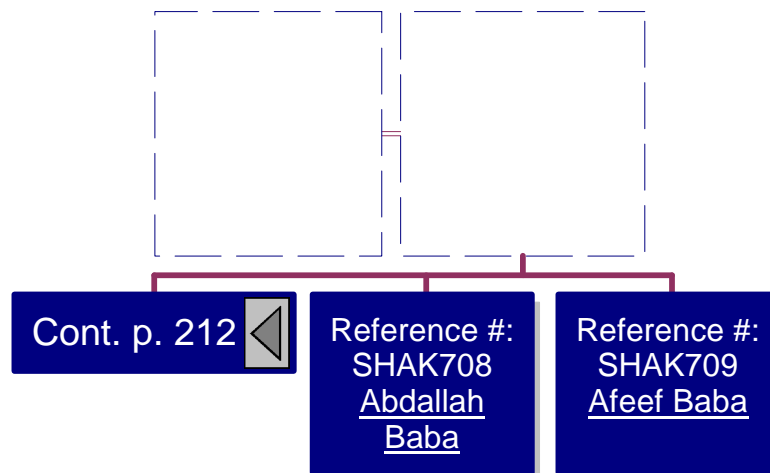 Cont. p. 212
Reference #:
SHAK708
Abdallah
Baba
Reference #:
SHAK709
Afeef Baba